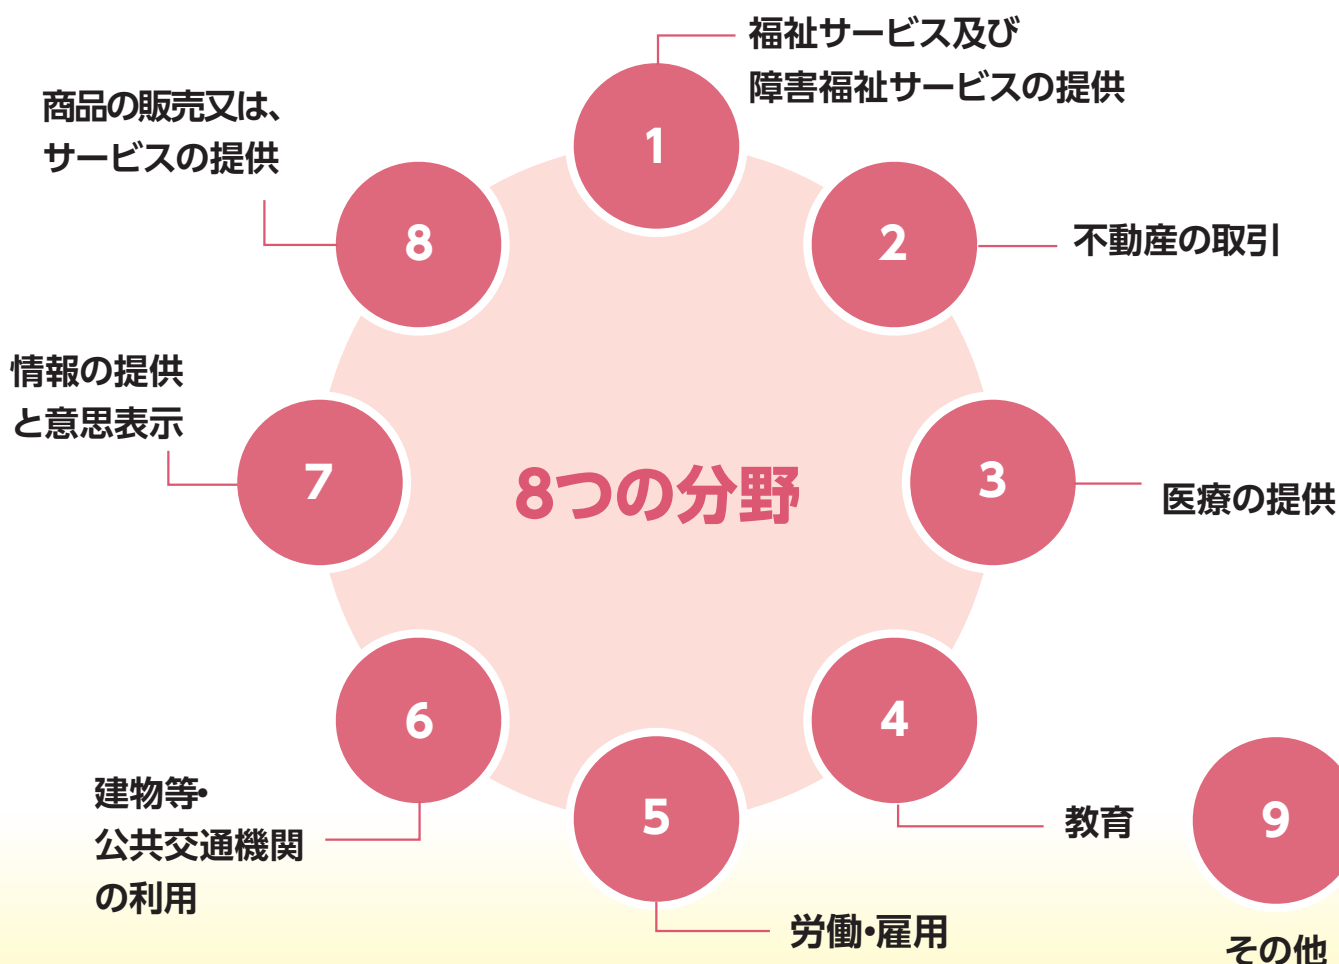 福祉サービス及び
障害福祉サービスの提供
1
2
不動産の取引
3
医療の提供
4
教育
5
労働・雇用
6
建物等・
公共交通機関
の利用
7
情報の提供
と意思表示
8
商品の販売又は、
サービスの提供
8つの分野
9
その他